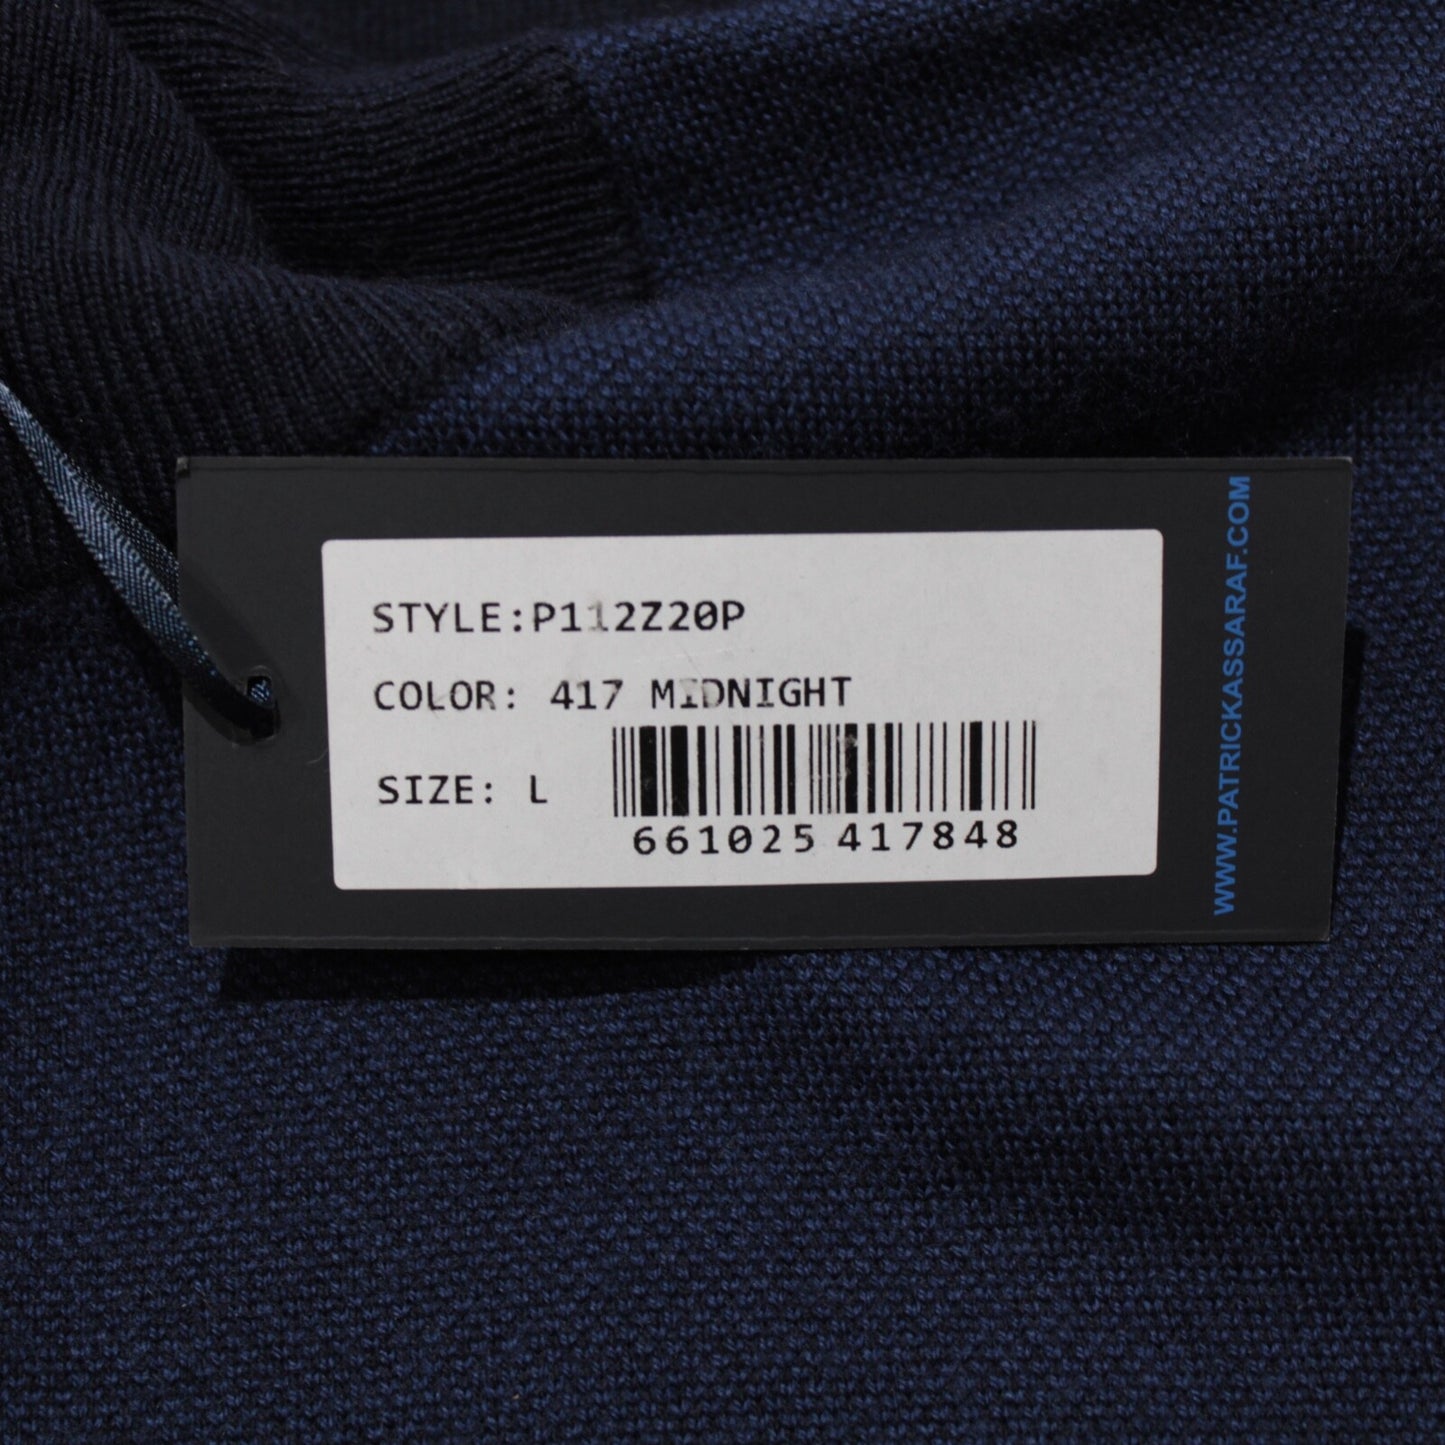 STYLE:P112Z20P
COLOR: 417 MIDNIGHT
SIZE: L
661025 417848
WWW.PATRICKASSARAF.COM